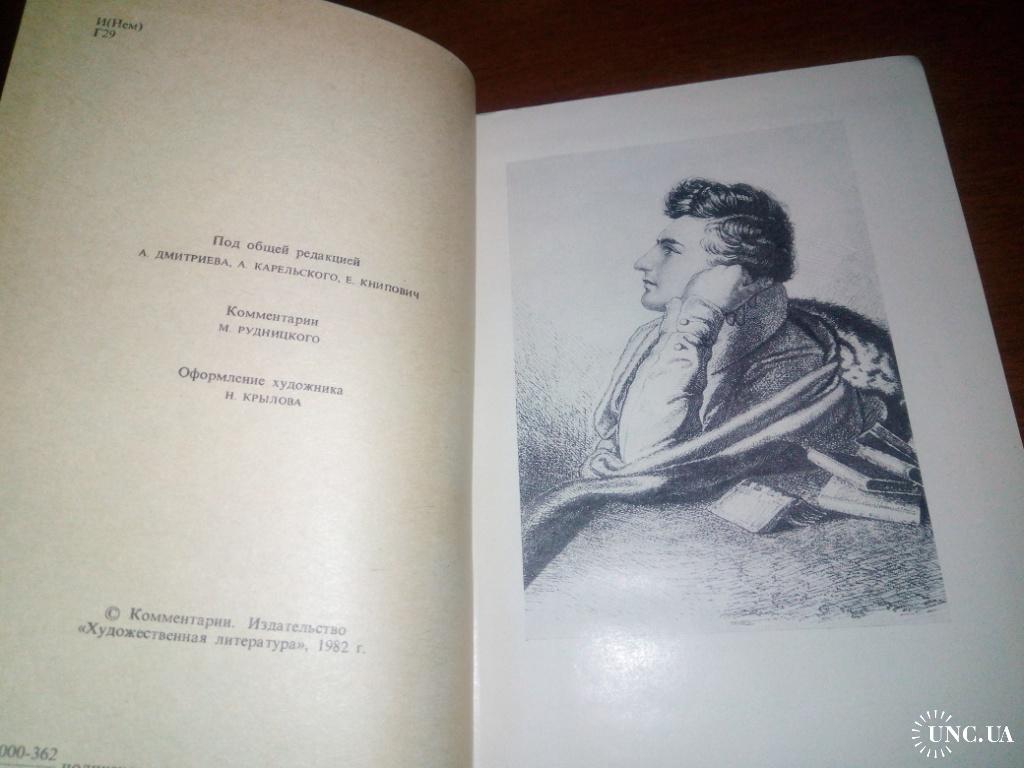 И(Нем)
Г29
Под общей редакцией
А. ДМИТРИЕВА, А. КАРЕЛЬСКОГО, Е. КНИПОВИЧ
Комментарии
М. РУДНИЦКОГО
Оформление художника
Н. КРЫЛОВА
© Комментарии. Издательство
«Художественная литература», 1982 г.
000-362
UNC.UA